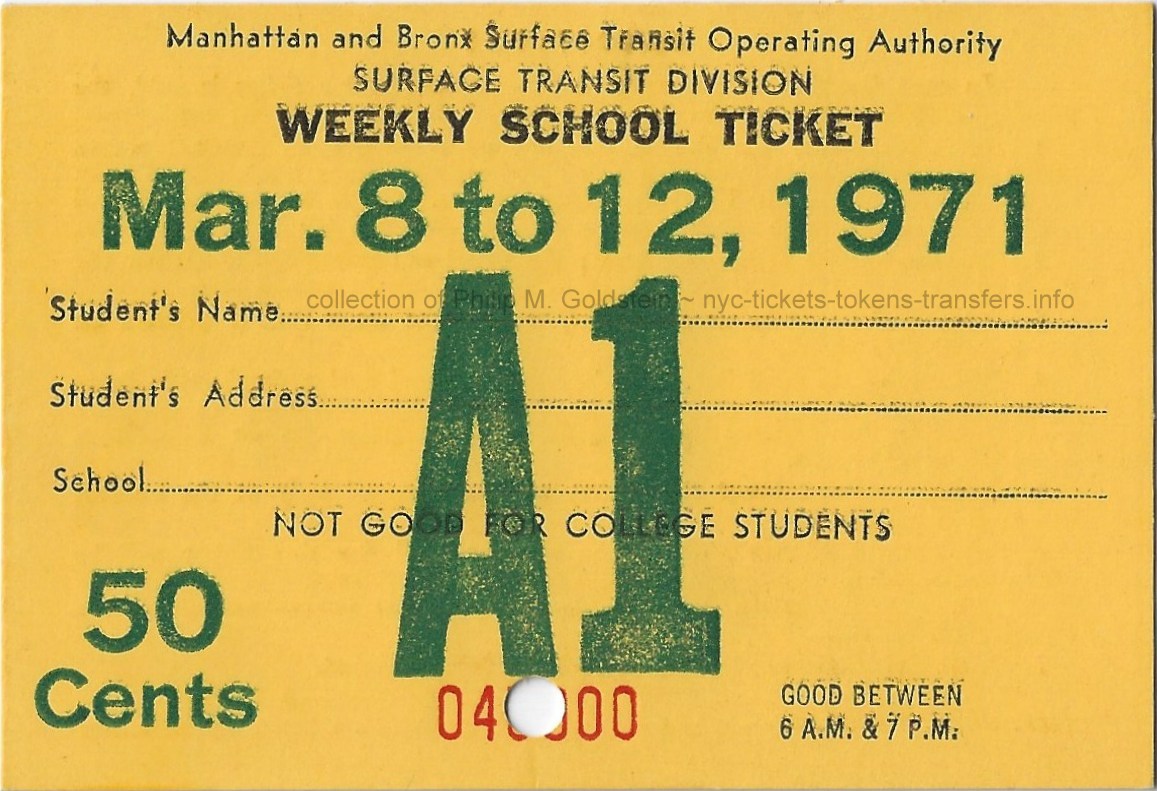 Manhattan and Bronx Surface Transit Operating Authority
SURFACE TRANSIT DIVISION
WEEKLY SCHOOL TICKET
Mar. 8 to 12, 1971
collection of Philip M. Goldstein ~ nyc-tickets-tokens-transfers.info
Student's Name
Student's Address
School
A1
NOT GOOD FOR COLLEGE STUDENTS
50
Cents
GOOD BETWEEN
6 A.M. & 7 P.M.